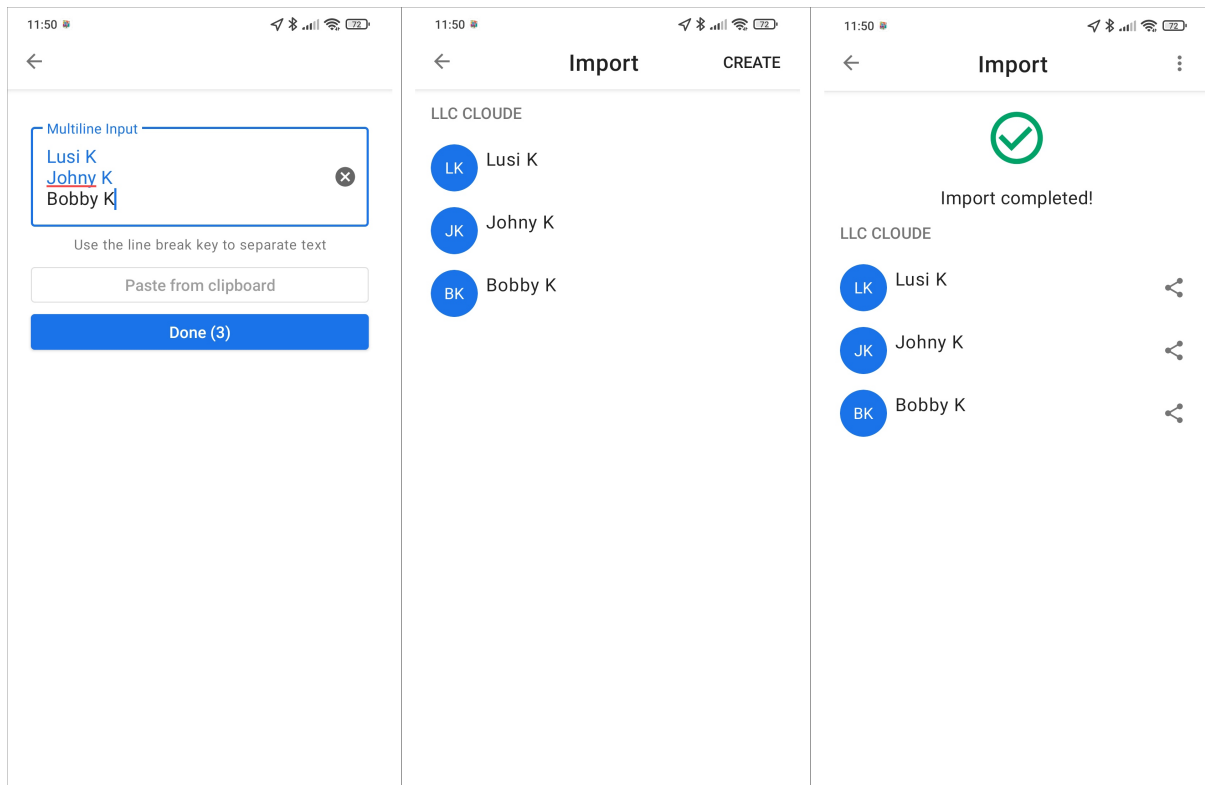 11:50
72
Multiline Input
Lusi K
Johny K
Bobby K
Use the line break key to separate text
Paste from clipboard
Done (3)
11:50
72
Import
CREATE
LLC CLOUDE
LK
Lusi K
JK
Johny K
BK
Bobby K
11:50
72
Import
Import completed!
LLC CLOUDE
LK
Lusi K
JK
Johny K
BK
Bobby K